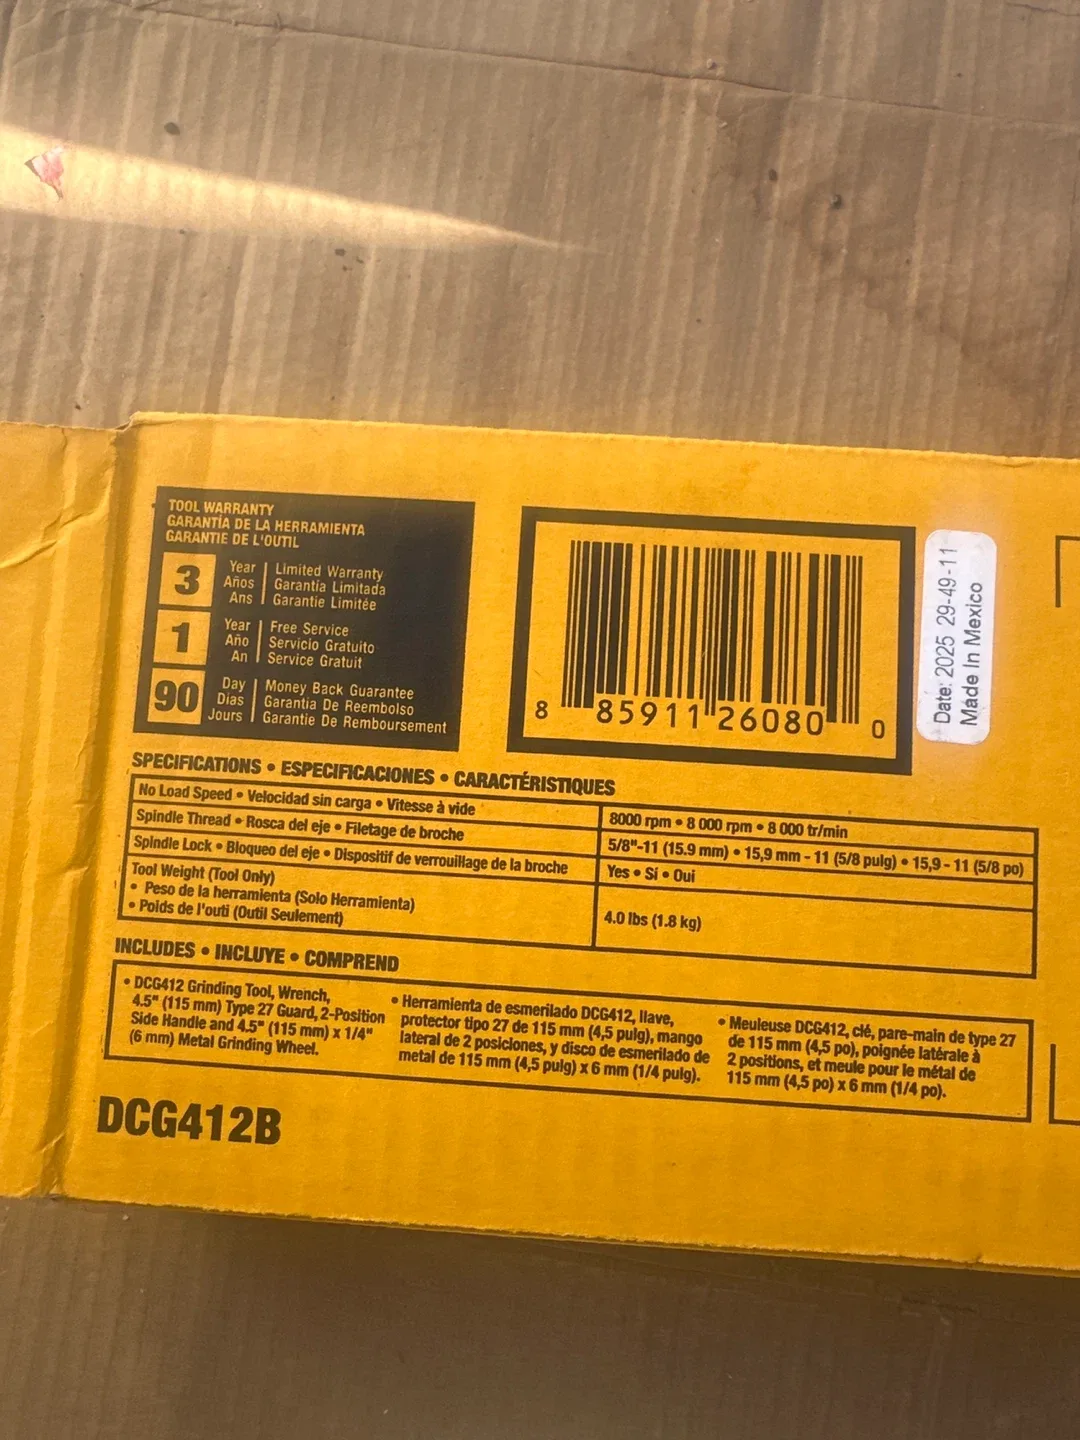 TOOL WARRANTY
GARANTÍA DE LA HERRAMIENTA
GARANTIE DE L'OUTIL
3
Year | Limited Warranty
Años | Garantía Limitada
Ans | Garantie Limitée
1
Year | Free Service
Año | Servicio Gratuito
An | Service Gratuit
90
Day | Money Back Guarantee
Dias | Garantia De Reembolso
Jours | Garantie De Remboursement
8 85911 26080 0
Date: 2025 29-49-11
Made In Mexico
SPECIFICATIONS • ESPECIFICACIONES • CARACTÉRISTIQUES
No Load Speed • Velocidad sin carga • Vitesse à vide
8000 rpm • 8 000 rpm • 8 000 tr/min
Spindle Thread • Rosca del eje • Filetage de broche
5/8"-11 (15.9 mm) • 15,9 mm - 11 (5/8 pulg) • 15,9 - 11 (5/8 po)
Spindle Lock • Bloqueo del eje • Dispositif de verrouillage de la broche
Yes • Si • Oui
Tool Weight (Tool Only)
• Peso de la herramienta (Solo Herramienta)
• Poids de l'outi (Outil Seulement)
4.0 lbs (1.8 kg)
INCLUDES • INCLUYE • COMPREND
• DCG412 Grinding Tool, Wrench,
4.5" (115 mm) Type 27 Guard, 2-Position
Side Handle and 4.5" (115 mm) x 1/4"
(6 mm) Metal Grinding Wheel.
• Herramienta de esmerilado DCG412, llave,
protector tipo 27 de 115 mm (4,5 pulg), mango
lateral de 2 posiciones, y disco de esmerilado de
metal de 115 mm (4,5 pulg) x 6 mm (1/4 pulg).
• Meuleuse DCG412, clé, pare-main de type 27
de 115 mm (4,5 po), poignée latérale à
2 positions, et meule pour le métal de
115 mm (4,5 po) x 6 mm (1/4 po).
DCG412B